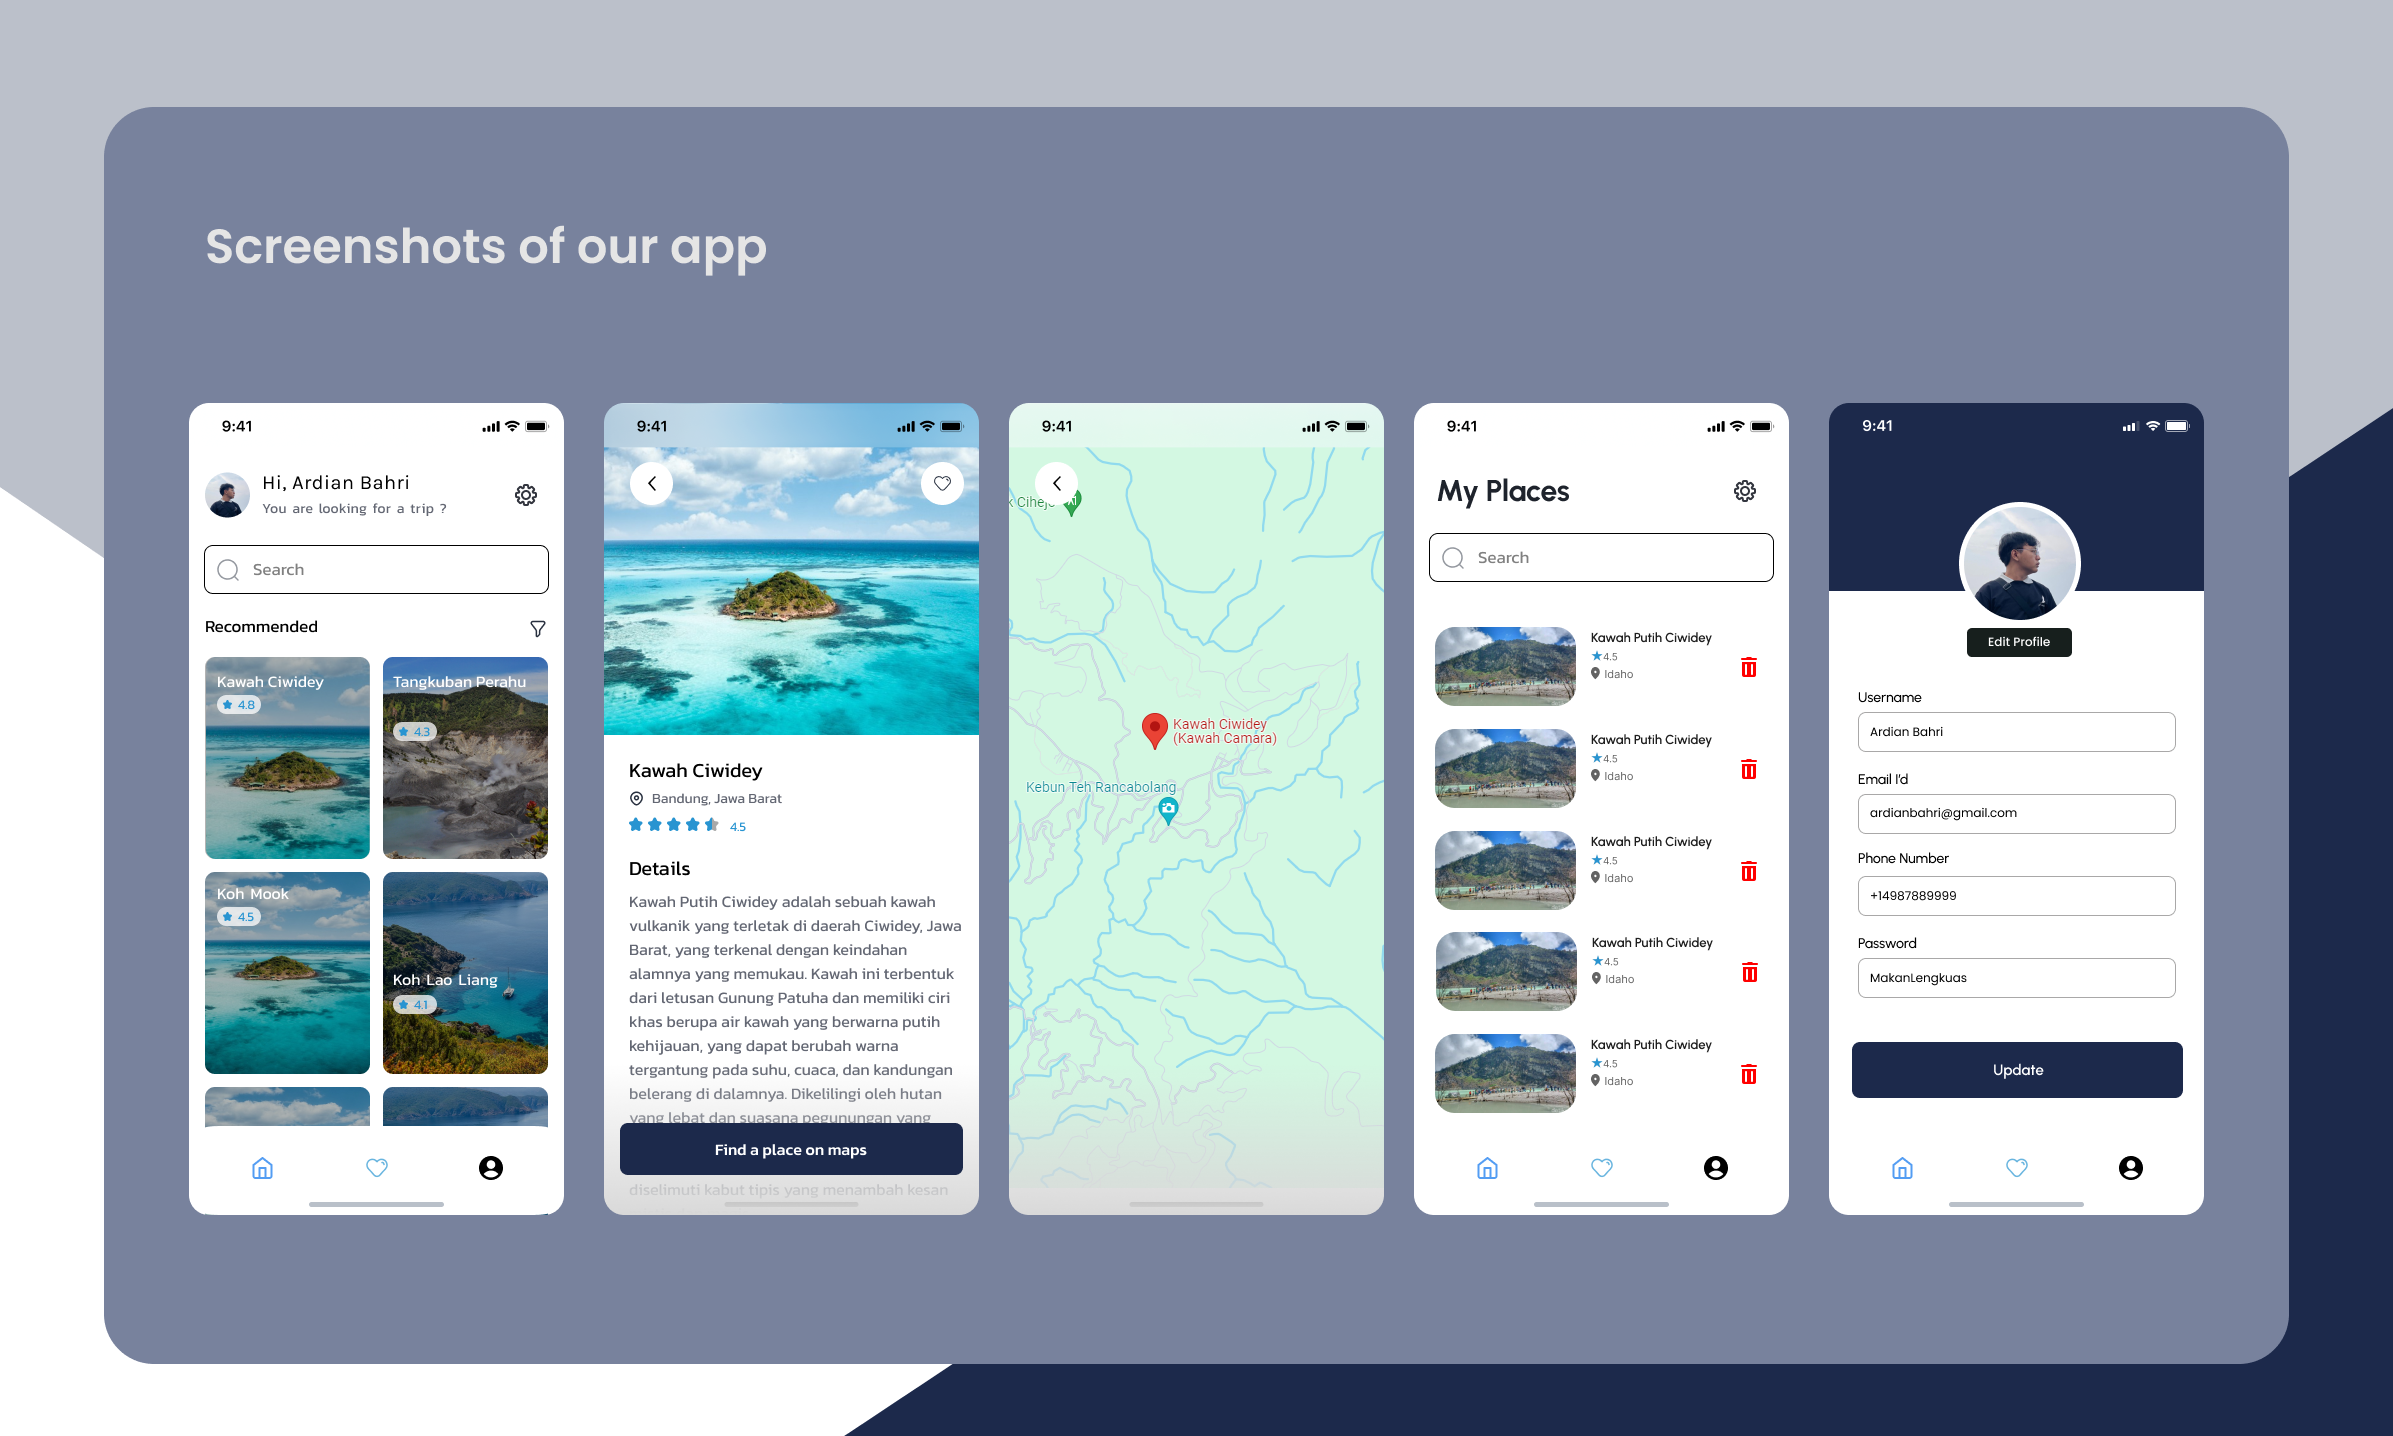 Screenshots of our app
9:41
Hi, Ardian Bahri
You are looking for a trip ?
Search
Recommended
Kawah Ciwidey
4.8
Tangkuban Perahu
4.3
Koh Mook
4.5
Koh Lao Liang
4.1
9:41
Kawah Ciwidey
Bandung, Jawa Barat
4.5
Details
Kawah Putih Ciwidey adalah sebuah kawah
vulkanik yang terletak di daerah Ciwidey, Jawa
Barat, yang terkenal dengan keindahan
alamnya yang memukau. Kawah ini terbentuk
dari letusan Gunung Patuha dan memiliki ciri
khas berupa air kawah yang berwarna putih
kehijauan, yang dapat berubah warna
tergantung pada suhu, cuaca, dan kandungan
belerang di dalamnya. Dikelilingi oleh hutan
yang lebat dan suasana pegunungan yang
Find a place on maps
diselimuti kabut tipis yang menambah kesan
9:41
Kawah Ciwidey
(Kawah Camara)
Kebun Teh Rancabolang
9:41
My Places
Search
Kawah Putih Ciwidey
4.5
Idaho
Kawah Putih Ciwidey
4.5
Idaho
Kawah Putih Ciwidey
4.5
Idaho
Kawah Putih Ciwidey
4.5
Idaho
Kawah Putih Ciwidey
4.5
Idaho
9:41
Edit Profile
Username
Ardian Bahri
Email I'd
ardianbahri@gmail.com
Phone Number
+14987889999
Password
MakanLengkuas
Update